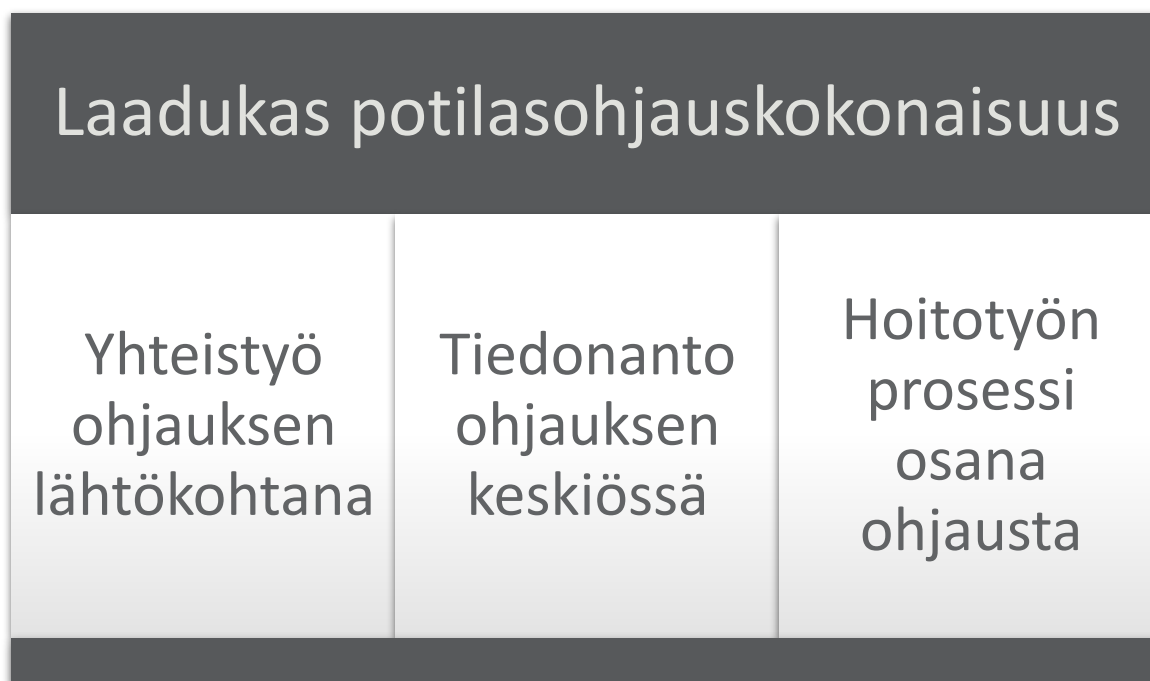 Laadukas potilasohjauskokonaisuus
Yhteistyö
ohjauksen
lähtökohtana
Tiedonanto
ohjauksen
keskiössä
Hoitotyön
prosessi
osana
ohjausta